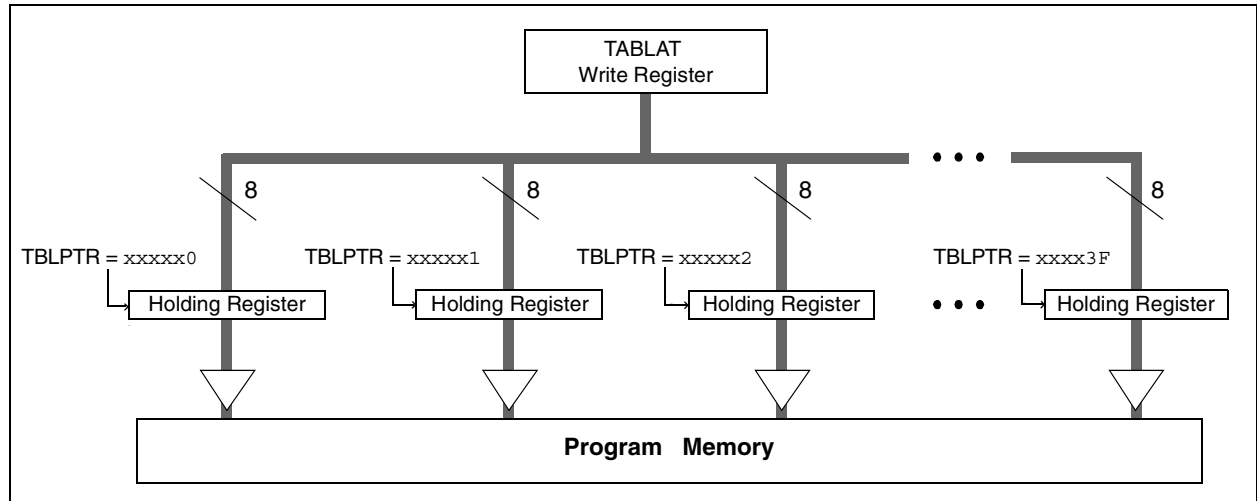 TABLAT
Write Register
• • •
8 8 8 8
TBLPTR = xxxxx0 TBLPTR = xxxxx1 TBLPTR = xxxxx2 TBLPTR = xxxx3F
Holding Register Holding Register Holding Register • • • Holding Register
Program Memory